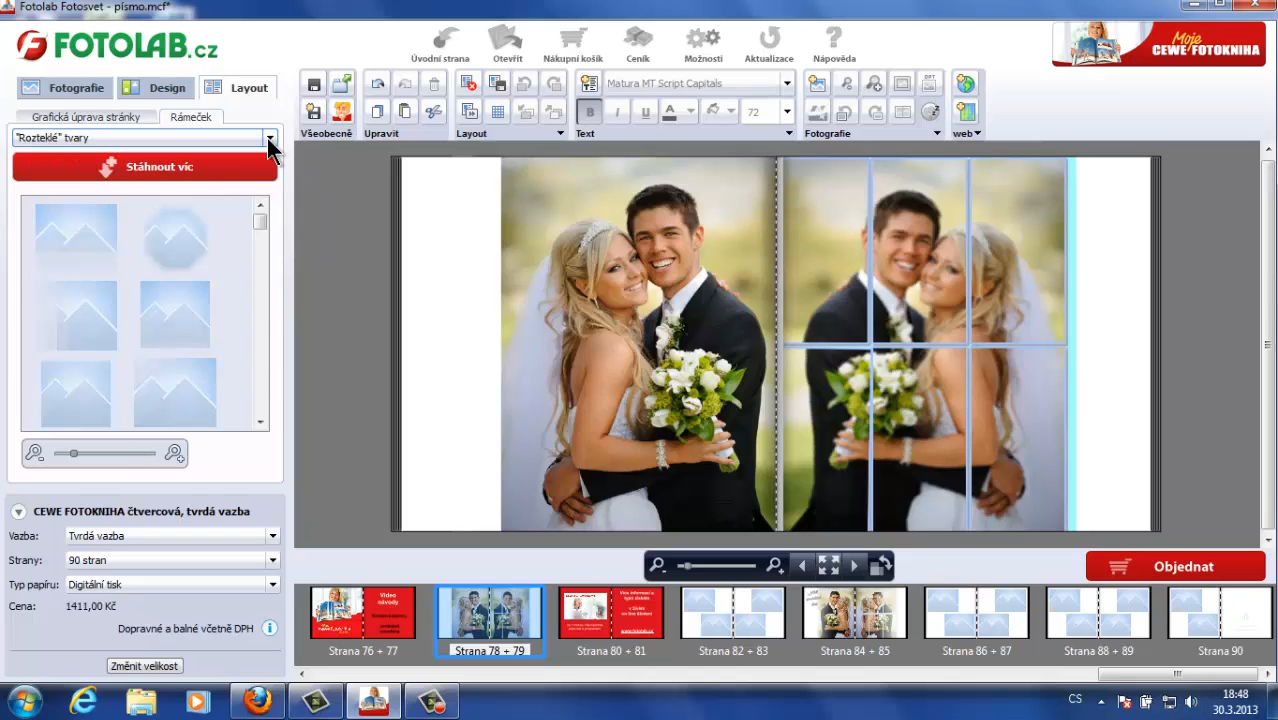 Fotolab Fotosvet - písmo.mcf*
FOTOLAB.cz
Úvodní strana
Otevřít
Nákupní košík
Ceník
Možnosti
Aktualizace
Nápověda
Moje
CEWE FOTOKNIHA
Fotografie
Design
Layout
Grafická úprava stránky
Rámeček
"Rozteklé" tvary
Stáhnout víc
Matura MT Script Capitals
B I U A
72
Všeobecně
Upravit
Layout
Text
Fotografie
web
DPT
CEWE FOTOKNIHA čtvercová, tvrdá vazba
Vazba:
Tvrdá vazba
Strany:
90 stran
Typ papíru:
Digitální tisk
Cena:
1411,00 Kč
Dopravné a balné včetně DPH
Změnit velikost
Objednat
Video
návody
Strana 76 + 77
Strana 78 + 79
Strana 80 + 81
Strana 82 + 83
Strana 84 + 85
Strana 86 + 87
Strana 88 + 89
Strana 90
CS
18:48
30.3.2013